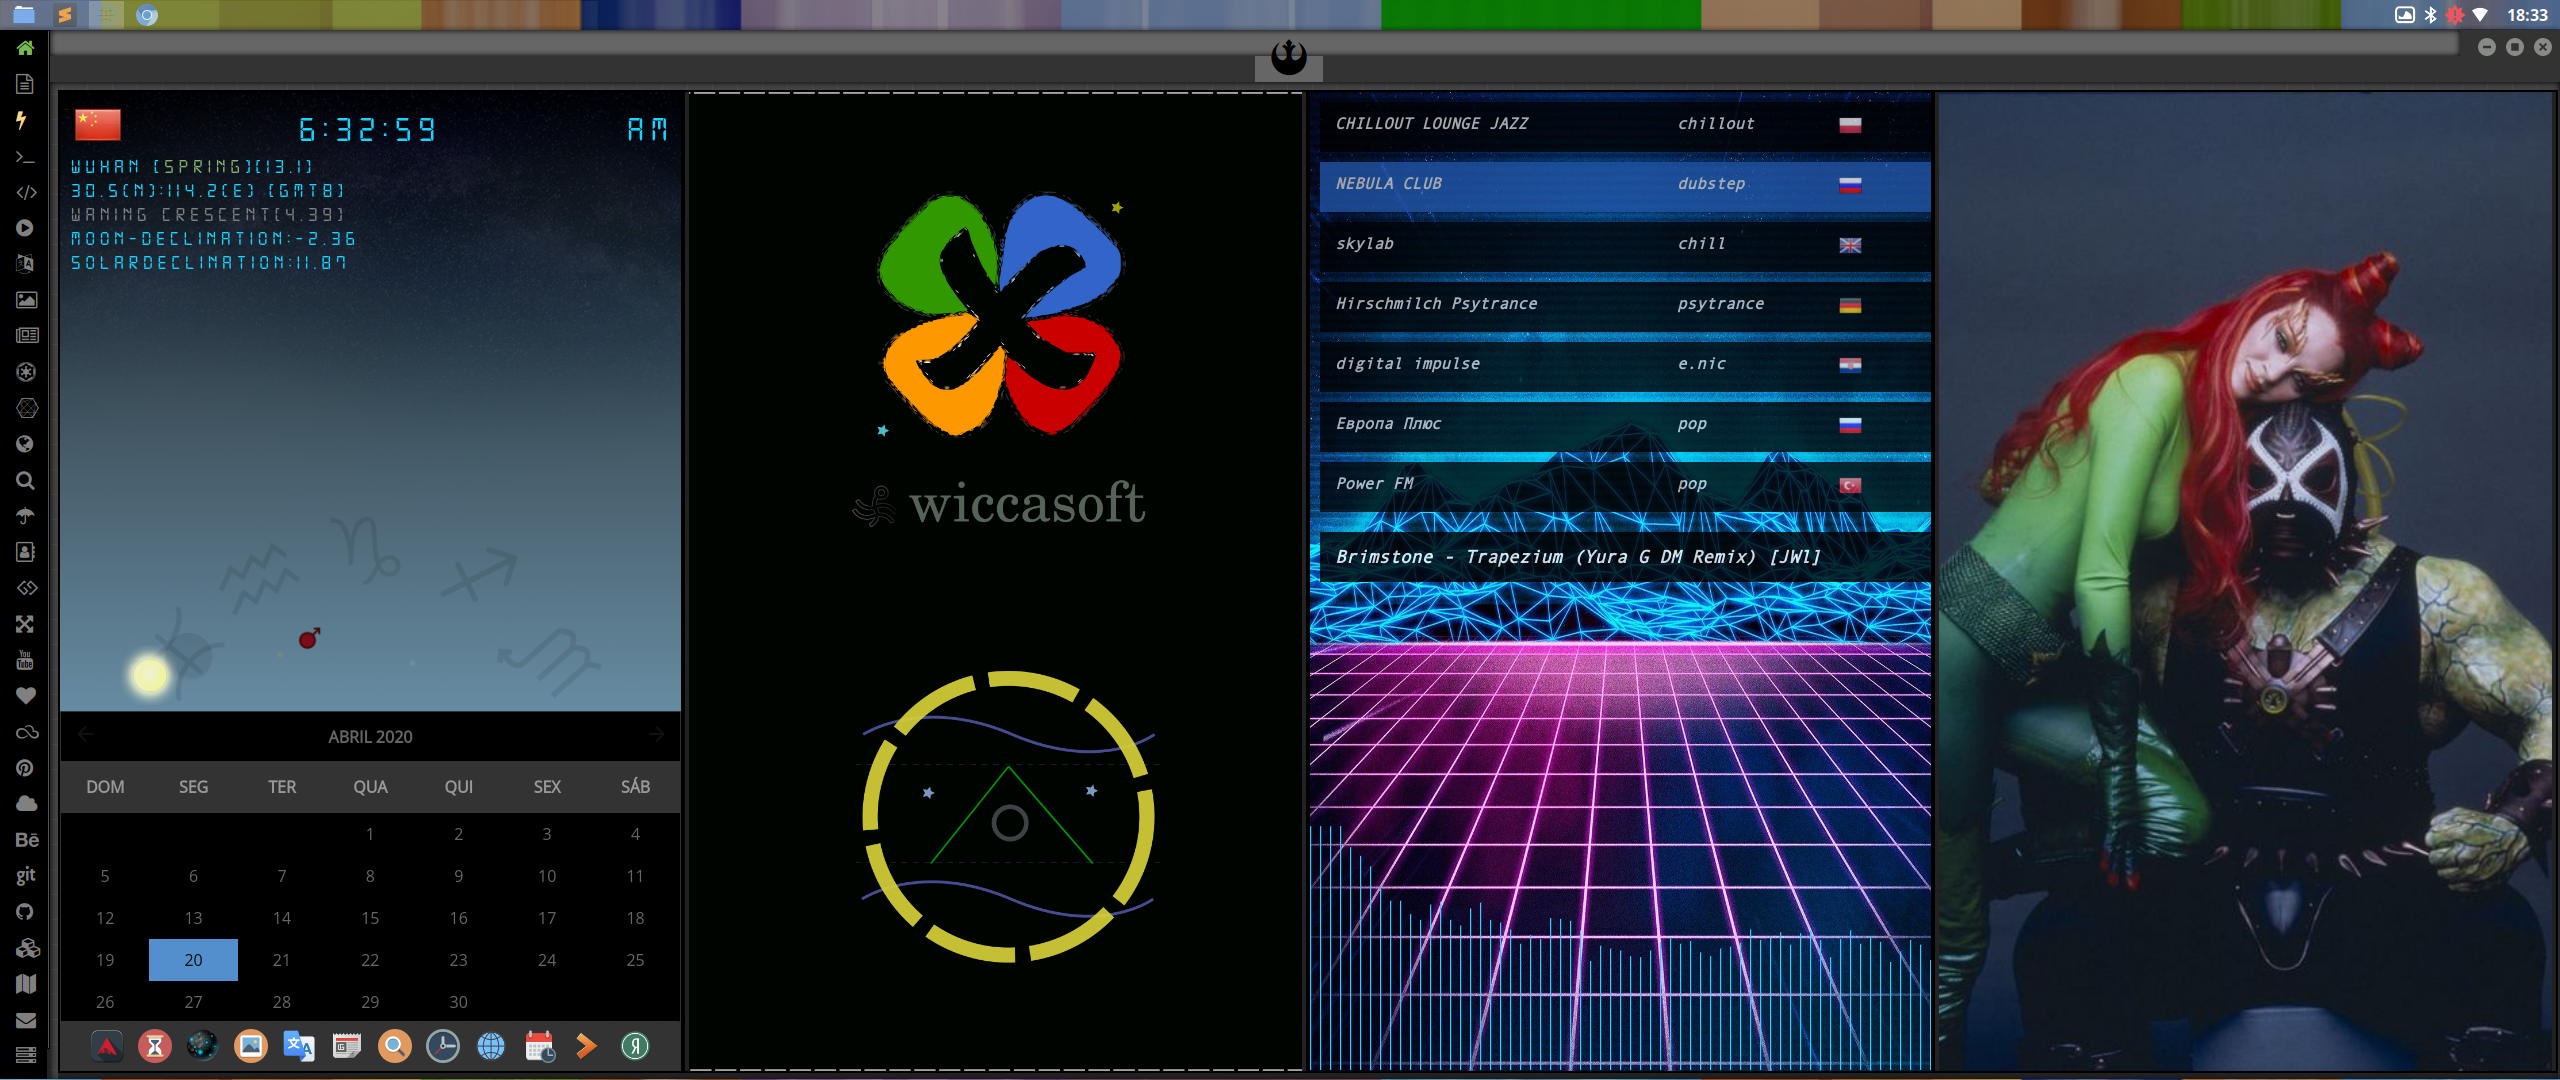 18:33
6:32:59 AM
WUHAN [SPRING][13.1]
30.5(N):114.2(E) [GMT8]
WANING CRESCENT[4.39]
MOON-DECLINATION:-2.36
SOLARDECLINATION:11.87
ABRIL 2020
DOM SEG TER QUA QUI SEX SÁB
1 2 3 4
5 6 7 8 9 10 11
12 13 14 15 16 17 18
19 20 21 22 23 24 25
26 27 28 29 30
You Tube
Bē
git
wiccasoft
CHILLOUT LOUNGE JAZZ chillout
NEBULA CLUB dubstep
skylab chill
Hirschmilch Psytrance psytrance
digital impulse e.nic
Европа Плюс pop
Power FM pop
Brimstone - Trapezium (Yura G DM Remix) [JWl]